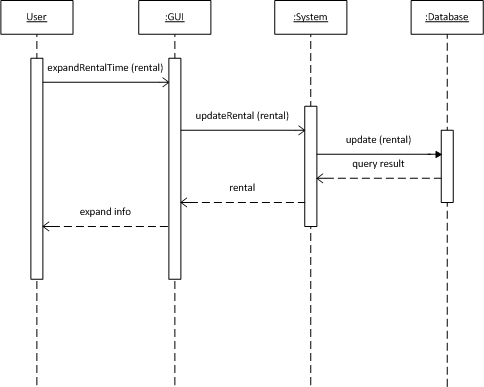 User
:GUI
:System
:Database
expandRentalTime (rental)
updateRental (rental)
update (rental)
query result
rental
expand info